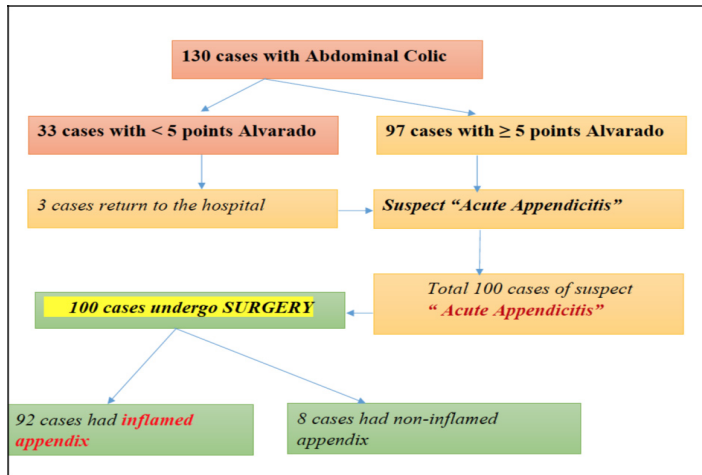 130 cases with Abdominal Colic
33 cases with < 5 points Alvarado
97 cases with ≥ 5 points Alvarado
3 cases return to the hospital
Suspect “Acute Appendicitis”
Total 100 cases of suspect
“ Acute Appendicitis”
100 cases undergo SURGERY
92 cases had inflamed
appendix
8 cases had non-inflamed
appendix